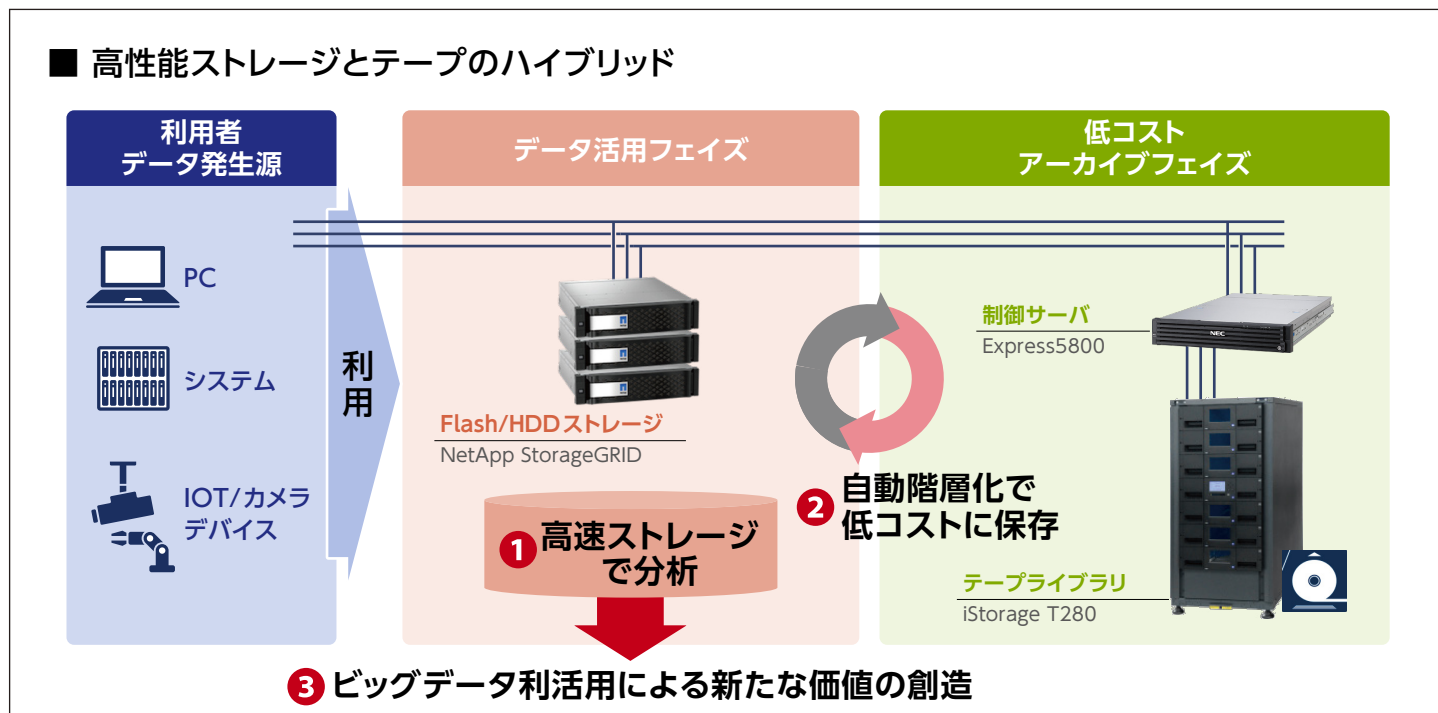 ■ 高性能ストレージとテープのハイブリッド
利用者
データ発生源
PC
システム
IOT/カメラ
デバイス
利
用
データ活用フェイズ
Flash/HDDストレージ
NetApp StorageGRID
❶ 高速ストレージ
で分析
❷ 自動階層化で
低コストに保存
低コスト
アーカイブフェイズ
制御サーバ
Express5800
NEC
テープライブラリ
iStorage T280
❸ ビッグデータ利活用による新たな価値の創造